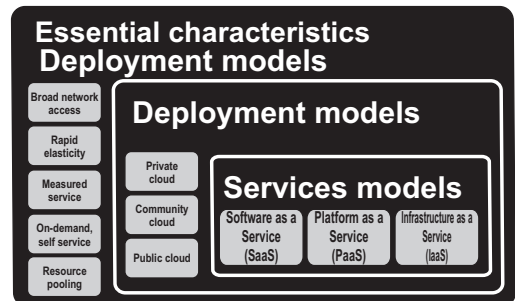 Essential characteristics
Deployment models
Broad network
access
Rapid
elasticity
Measured
service
On-demand,
self service
Resource
pooling
Deployment models
Private
cloud
Community
cloud
Public cloud
Services models
Software as a
Service
(SaaS)
Platform as a
Service
(PaaS)
Infrastructure as a
Service
(IaaS)